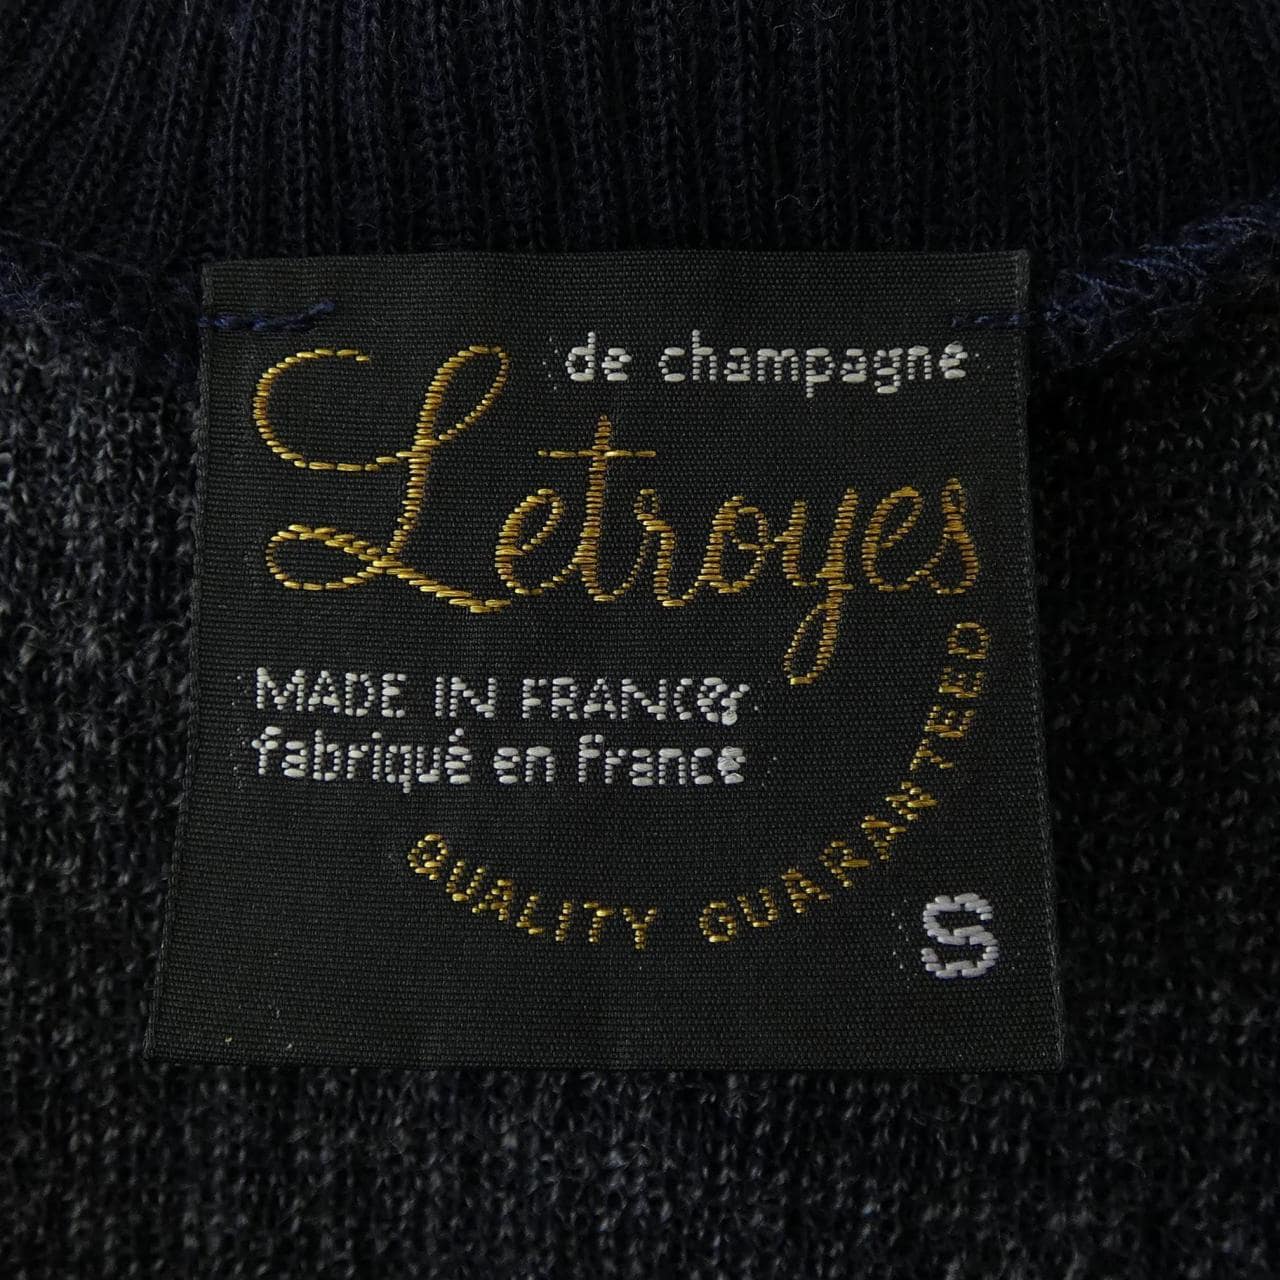 de champagne
Letroyes
MADE IN FRANCE
fabriqué en france
QUALITY GUARANTEED
S